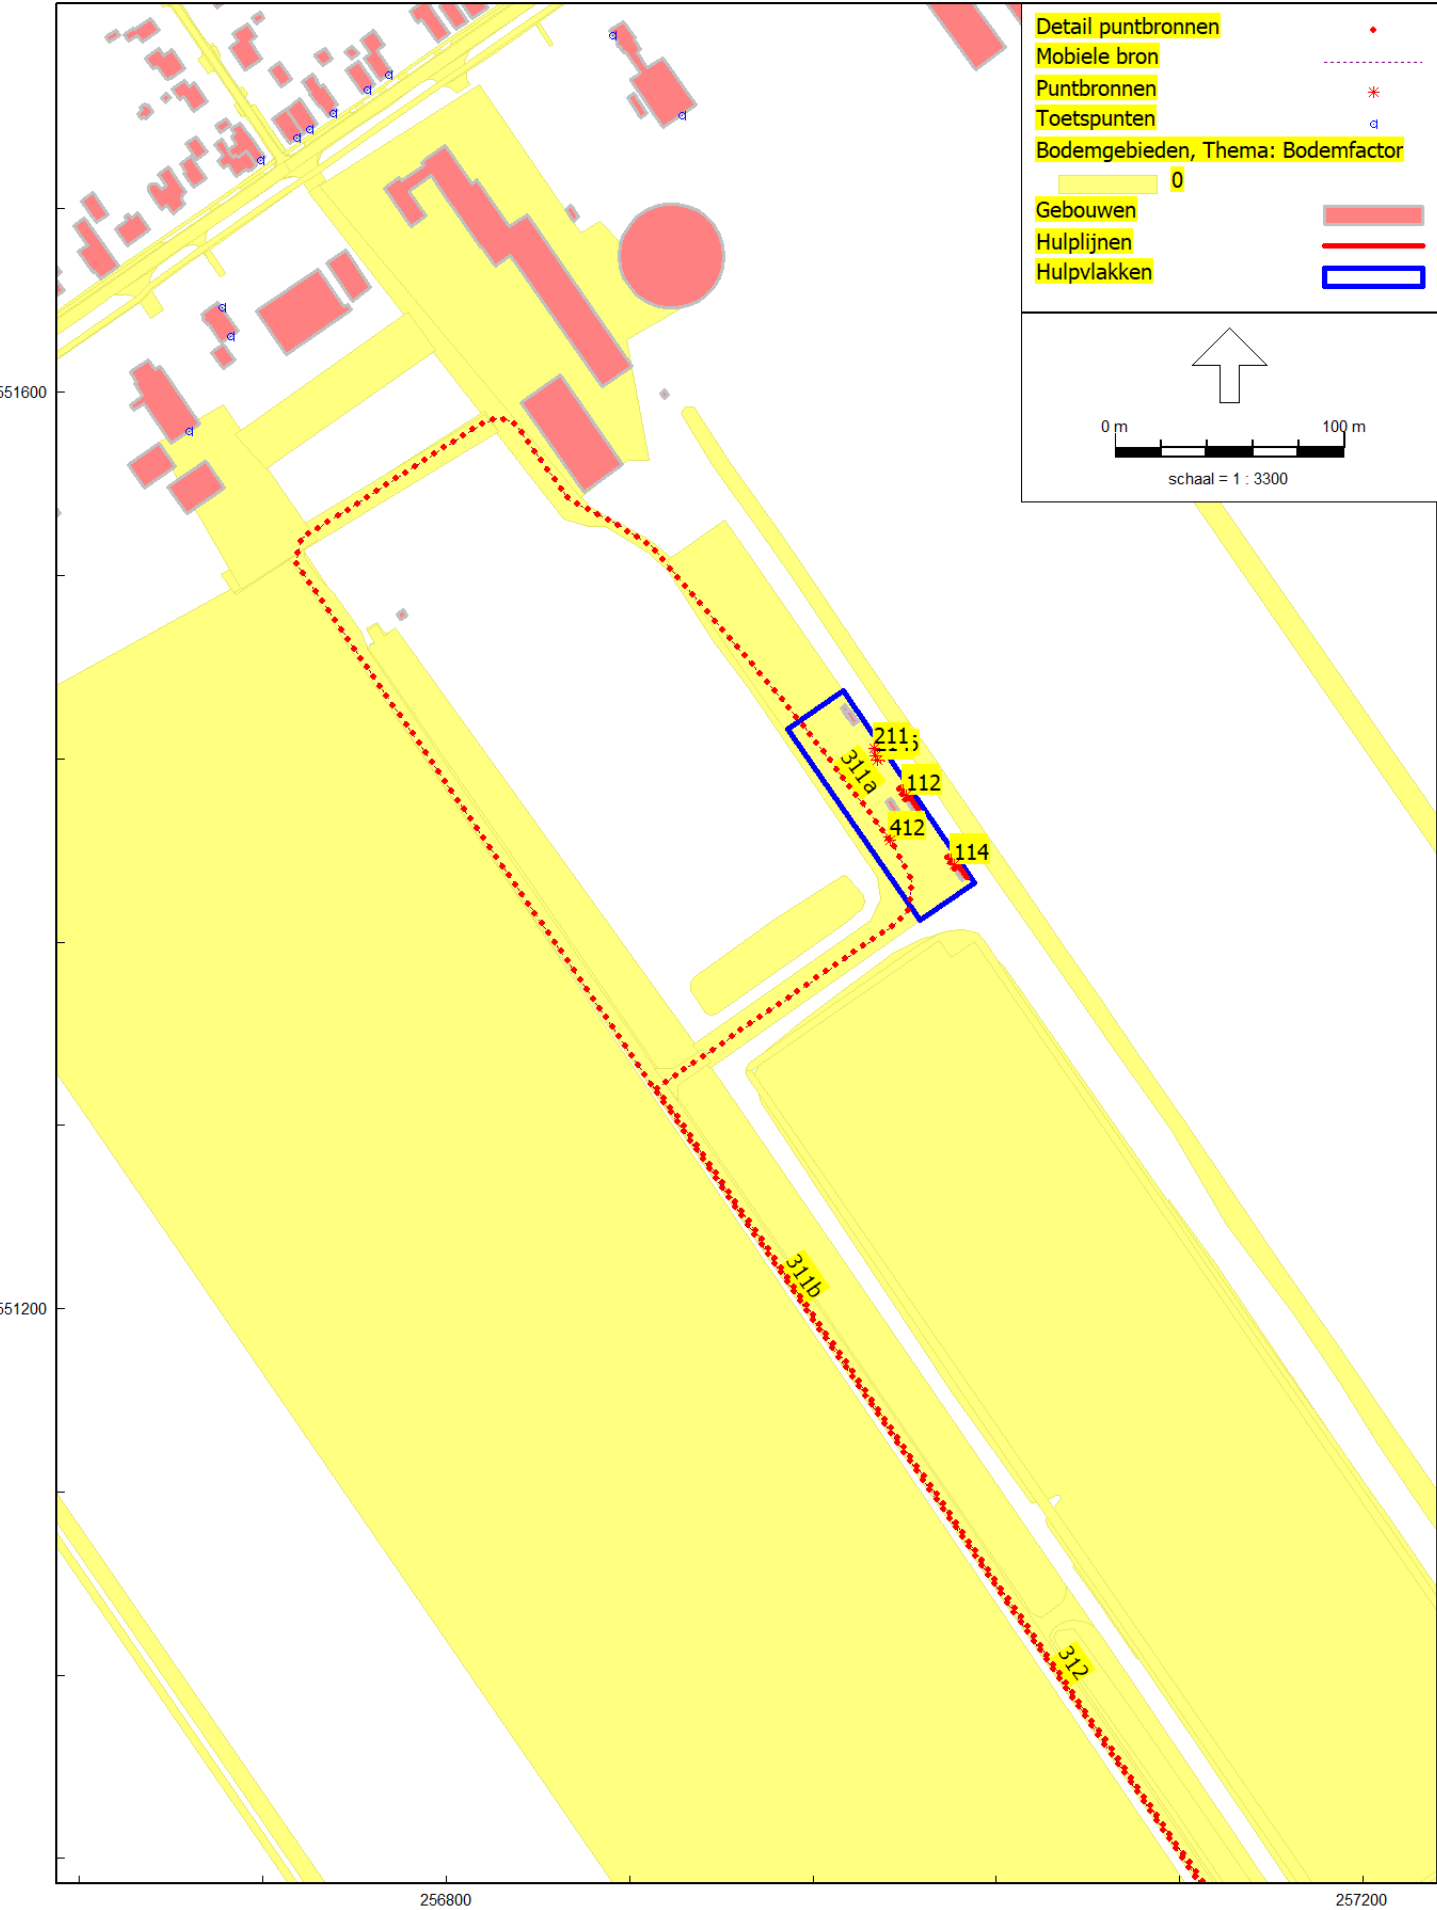 Detail puntbronnen
Mobiele bron
Puntbronnen
Toetspunten
Bodemgebieden, Thema: Bodemfactor
0
Gebouwen
Hulplijnen
Hulpvlakken
0 m 100 m
schaal = 1 : 3300
551600
211
311a
112
412
114
311b
551200
312
256800 257200